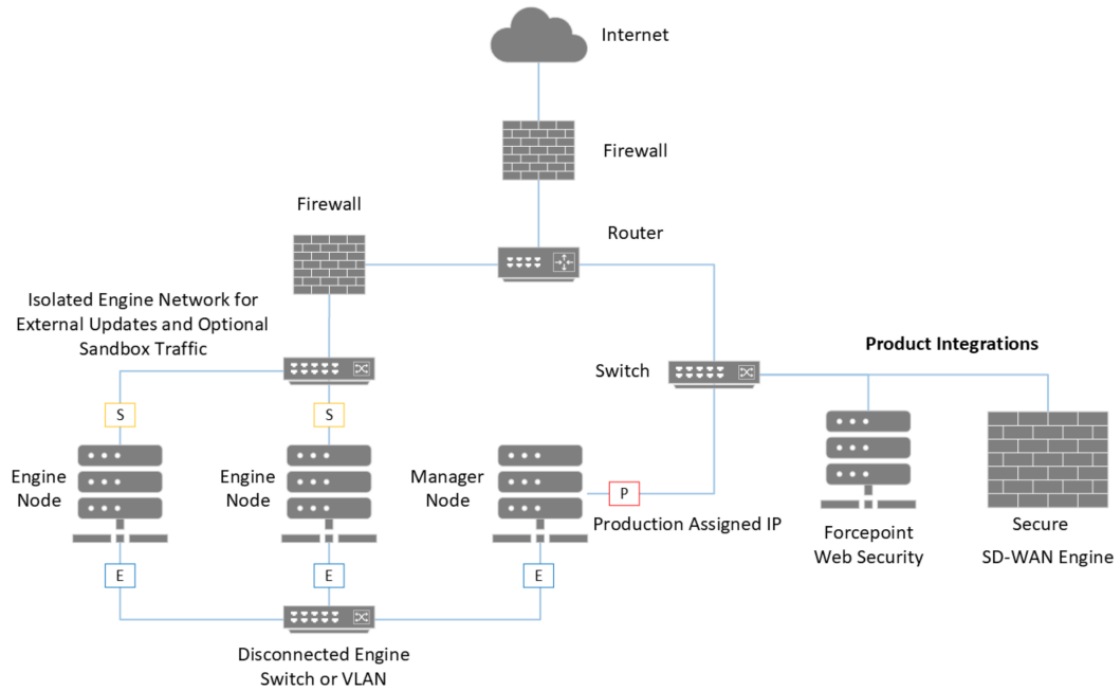 Internet
Firewall
Firewall
Router
Isolated Engine Network for
External Updates and Optional
Sandbox Traffic
Product Integrations
Switch
S
S
Engine
Node
Engine
Node
Manager
Node
P
Production Assigned IP
Forcepoint
Web Security
Secure
SD-WAN Engine
E
E
E
Disconnected Engine
Switch or VLAN